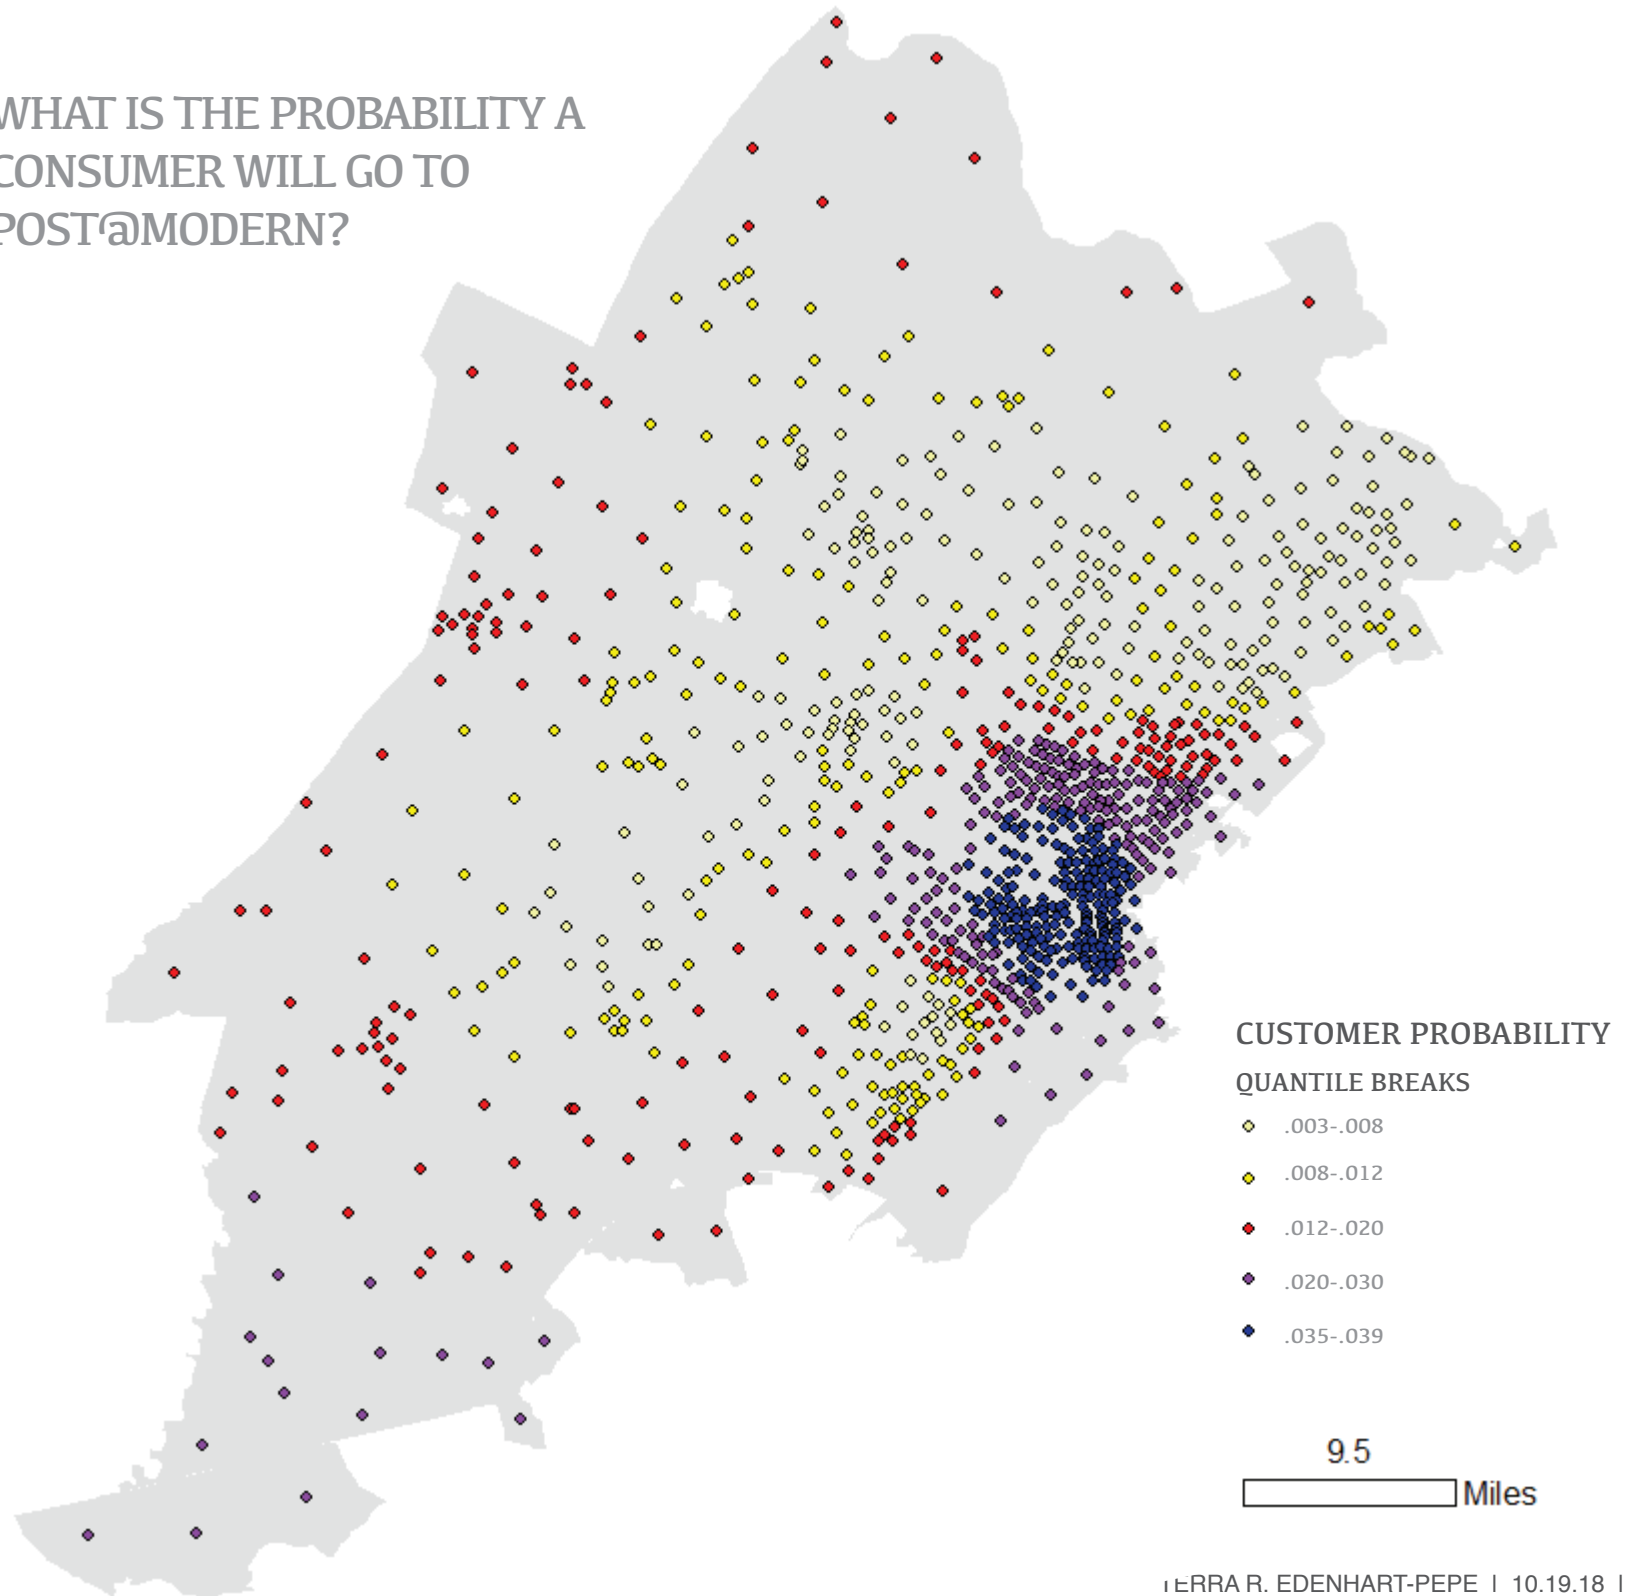 WHAT IS THE PROBABILITY A
CONSUMER WILL GO TO
POST@MODERN?
CUSTOMER PROBABILITY
QUANTILE BREAKS
.003-.008
.008-.012
.012-.020
.020-.030
.035-.039
9.5
Miles
TERRA R. EDENHART-PEPE | 10.19.18 |